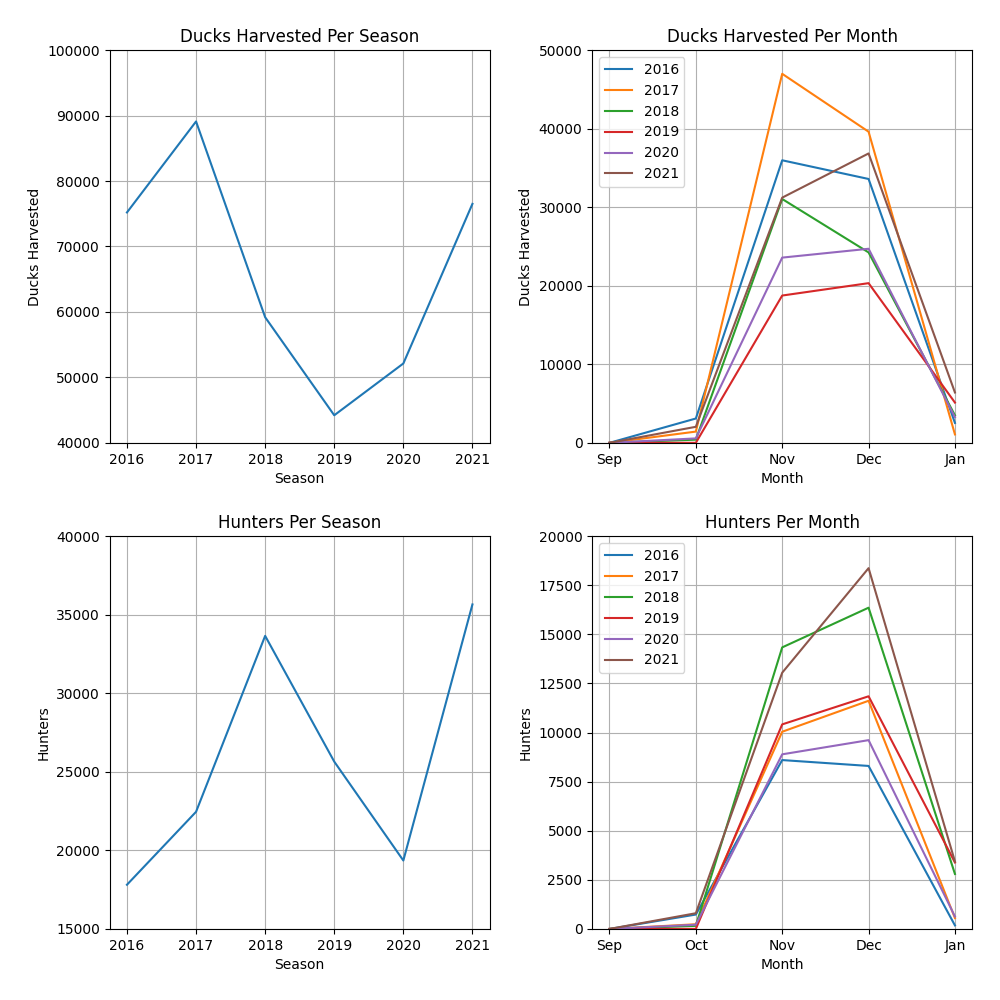 Ducks Harvested Per Season
100000
90000
80000
70000
60000
50000
40000
Ducks Harvested
2016 2017 2018 2019 2020 2021
Season
Ducks Harvested Per Month
50000
40000
30000
20000
10000
0
Ducks Harvested
2016
2017
2018
2019
2020
2021
Sep Oct Nov Dec Jan
Month
Hunters Per Season
40000
35000
30000
25000
20000
15000
Hunters
2016 2017 2018 2019 2020 2021
Season
Hunters Per Month
20000
17500
15000
12500
10000
7500
5000
2500
0
Hunters
2016
2017
2018
2019
2020
2021
Sep Oct Nov Dec Jan
Month